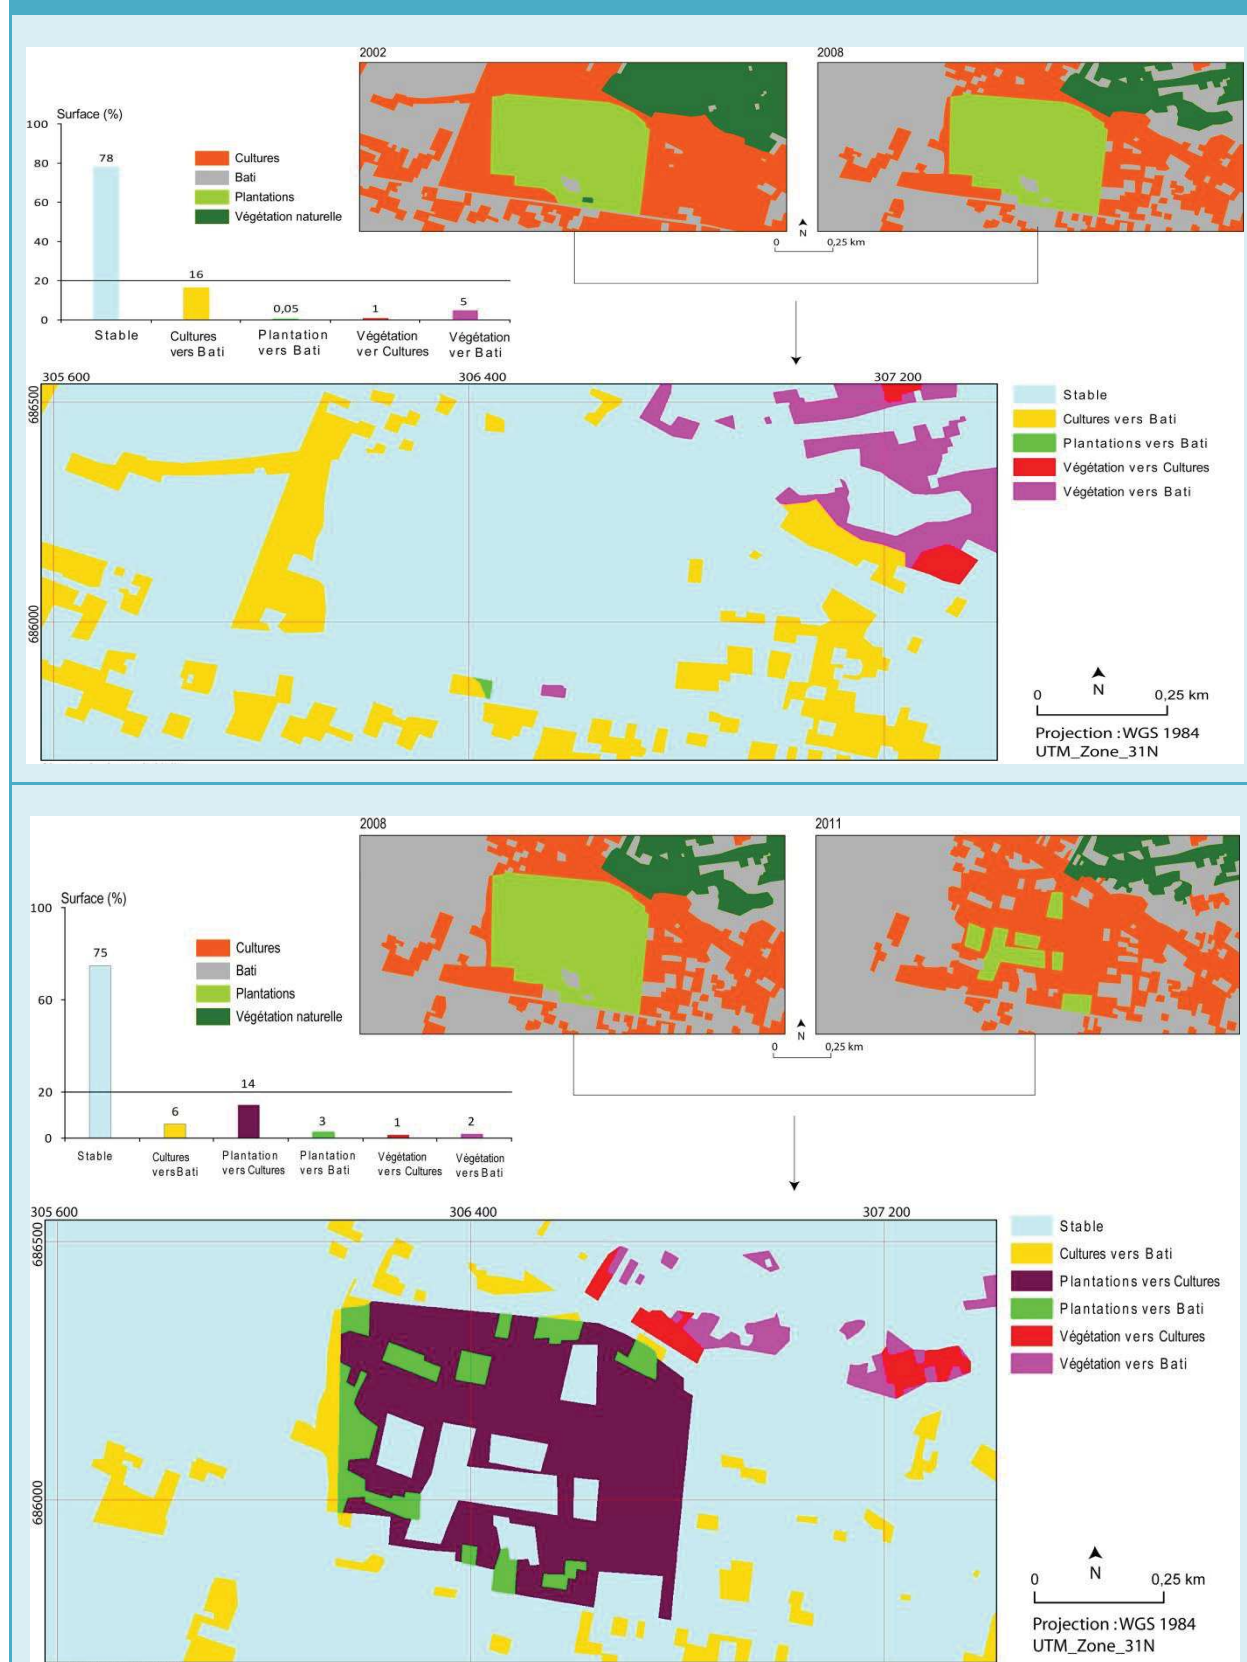 2002
2008
Surface (%)
100
80
60
40
20
0
78
16
0,05
1
5
Cultures
Bati
Plantations
Végétation naturelle
N
0 0,25 km
Stable
Cultures vers Bati
Plantation vers Bati
Végétation ver Cultures
Végétation ver Bati
305 600
306 400
307 200
686500
686000
Stable
Cultures vers Bati
Plantations vers Bati
Végétation vers Cultures
Végétation vers Bati
N
0 0,25 km
Projection : WGS 1984
UTM_Zone_31N
2008
2011
Surface (%)
100
60
20
0
75
6
14
3
1
2
Cultures
Bati
Plantations
Végétation naturelle
N
0 0,25 km
Stable
Cultures vers Bati
Plantation vers Cultures
Plantation vers Bati
Végétation vers Cultures
Végétation vers Bati
305 600
306 400
307 200
686500
686000
Stable
Cultures vers Bati
Plantations vers Cultures
Plantations vers Bati
Végétation vers Cultures
Végétation vers Bati
N
0 0,25 km
Projection : WGS 1984
UTM_Zone_31N